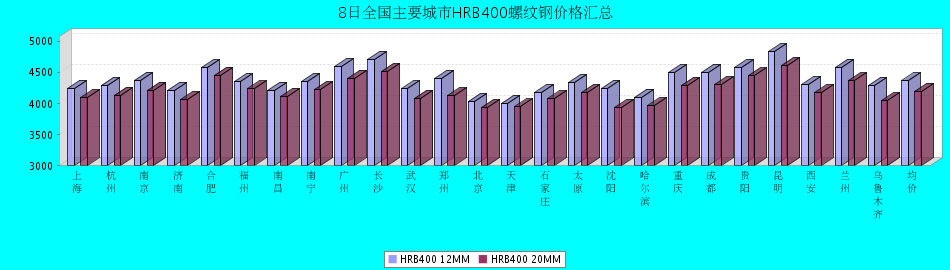 8日全国主要城市HRB400螺纹钢价格汇总
5000
4500
4000
3500
3000
上海
杭州
南京
济南
合肥
福州
南昌
南宁
广州
长沙
武汉
郑州
北京
天津
石家庄
太原
沈阳
哈尔滨
重庆
成都
贵阳
昆明
西安
兰州
乌鲁木齐
均价
HRB400 12MM
HRB400 20MM